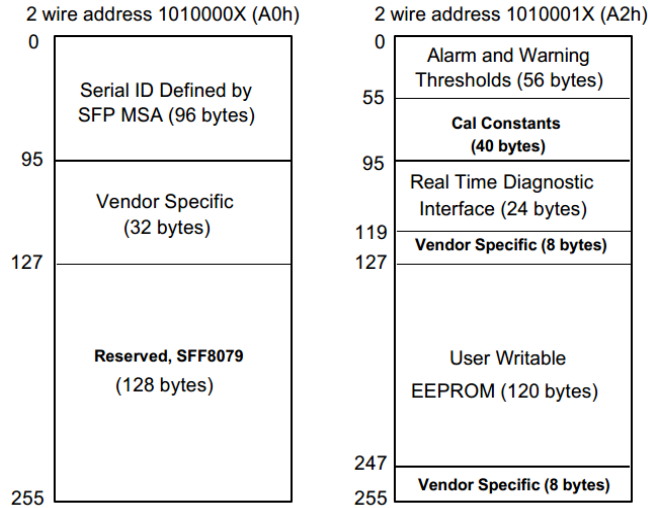 2 wire address 1010000X (A0h)
0
Serial ID Defined by
SFP MSA (96 bytes)
95
Vendor Specific
(32 bytes)
127
Reserved, SFF8079
(128 bytes)
255
2 wire address 1010001X (A2h)
0
Alarm and Warning
Thresholds (56 bytes)
55
Cal Constants
(40 bytes)
95
Real Time Diagnostic
Interface (24 bytes)
119
Vendor Specific (8 bytes)
127
User Writable
EEPROM (120 bytes)
247
Vendor Specific (8 bytes)
255